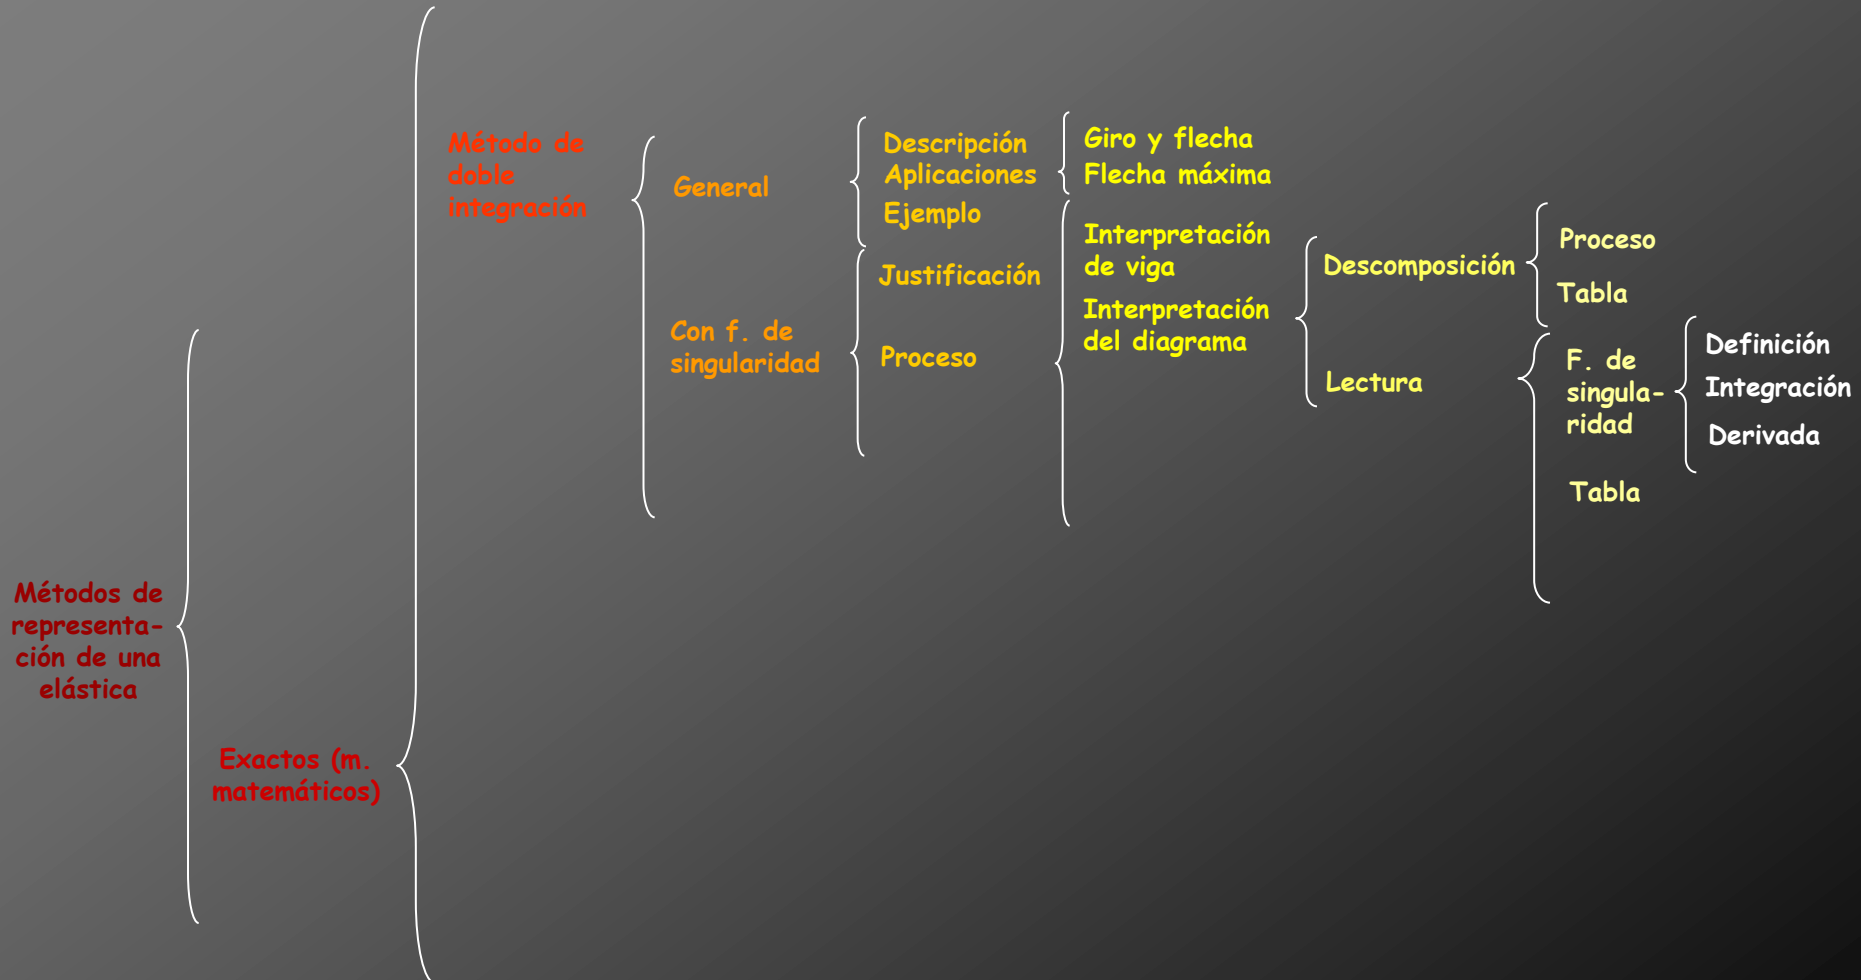 Métodos de
representa-
ción de una
elástica
Exactos (m.
matemáticos)
Método de
doble
integración
General
Descripción
Aplicaciones
Ejemplo
Giro y flecha
Flecha máxima
Con f. de
singularidad
Justificación
Proceso
Interpretación
de viga
Interpretación
del diagrama
Descomposición
Proceso
Tabla
Lectura
F. de
singula-
ridad
Definición
Integración
Derivada
Tabla